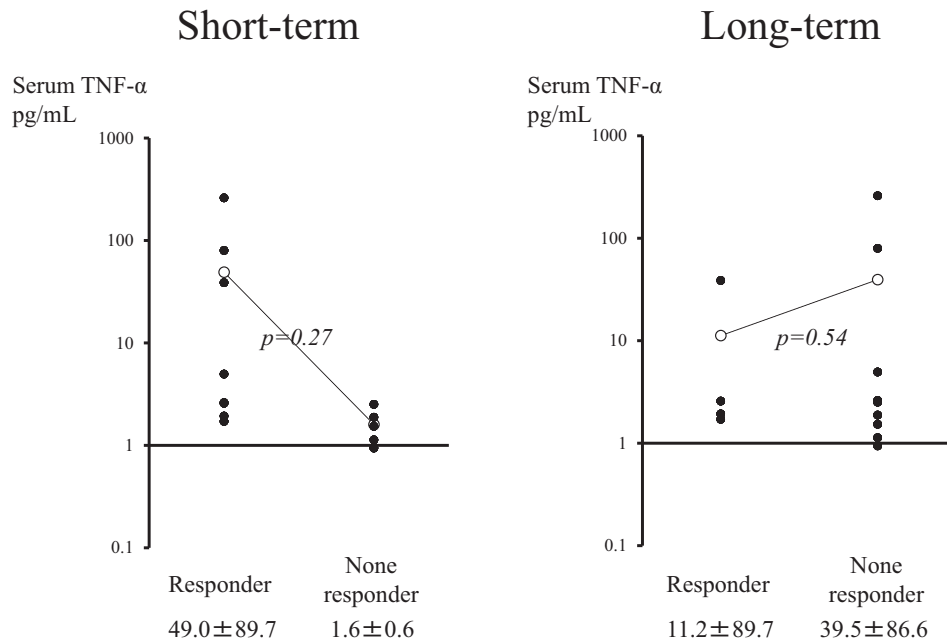 Short-term
Serum TNF-α
pg/mL
1000
100
10
1
0.1
p=0.27
Responder
None
responder
49.0±89.7
1.6±0.6
Long-term
Serum TNF-α
pg/mL
1000
100
10
1
0.1
p=0.54
Responder
None
responder
11.2±89.7
39.5±86.6